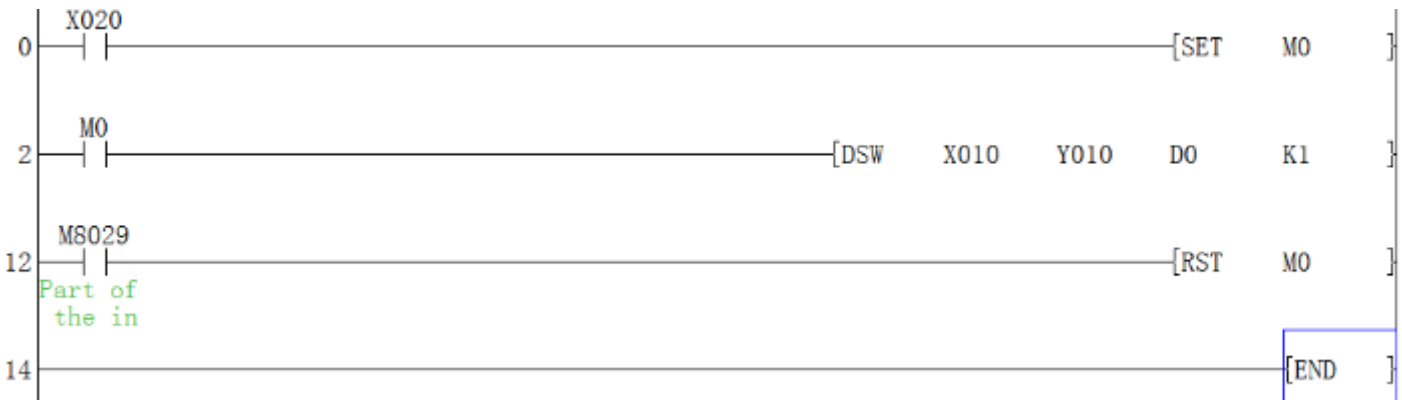 X020
0 [SET M0 ]
M0
2 [DSW X010 Y010 D0 K1 ]
M8029
12 [RST M0 ]
Part of
the in
14 [END ]